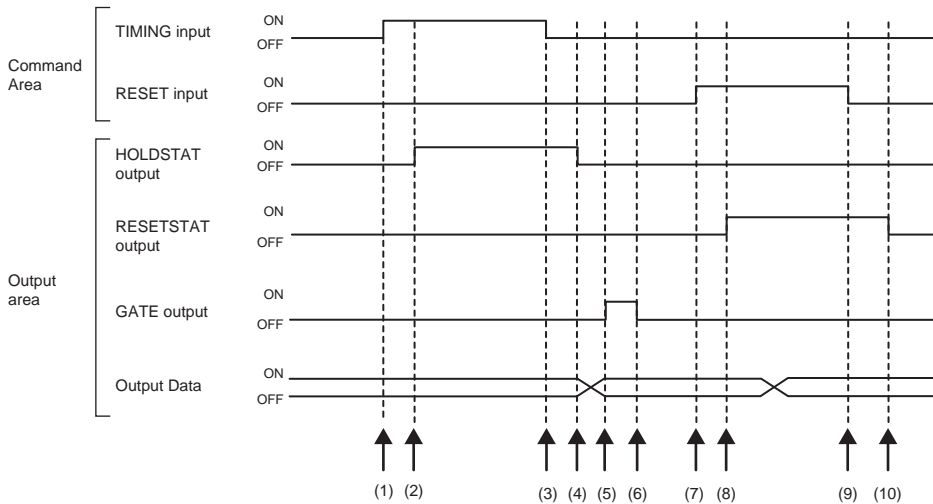 Command
Area
TIMING input
ON
OFF
RESET input
ON
OFF
Output
area
HOLDSTAT
output
ON
OFF
RESETSTAT
output
ON
OFF
GATE output
ON
OFF
Output Data
ON
OFF
(1) (2) (3) (4) (5) (6) (7) (8) (9) (10)